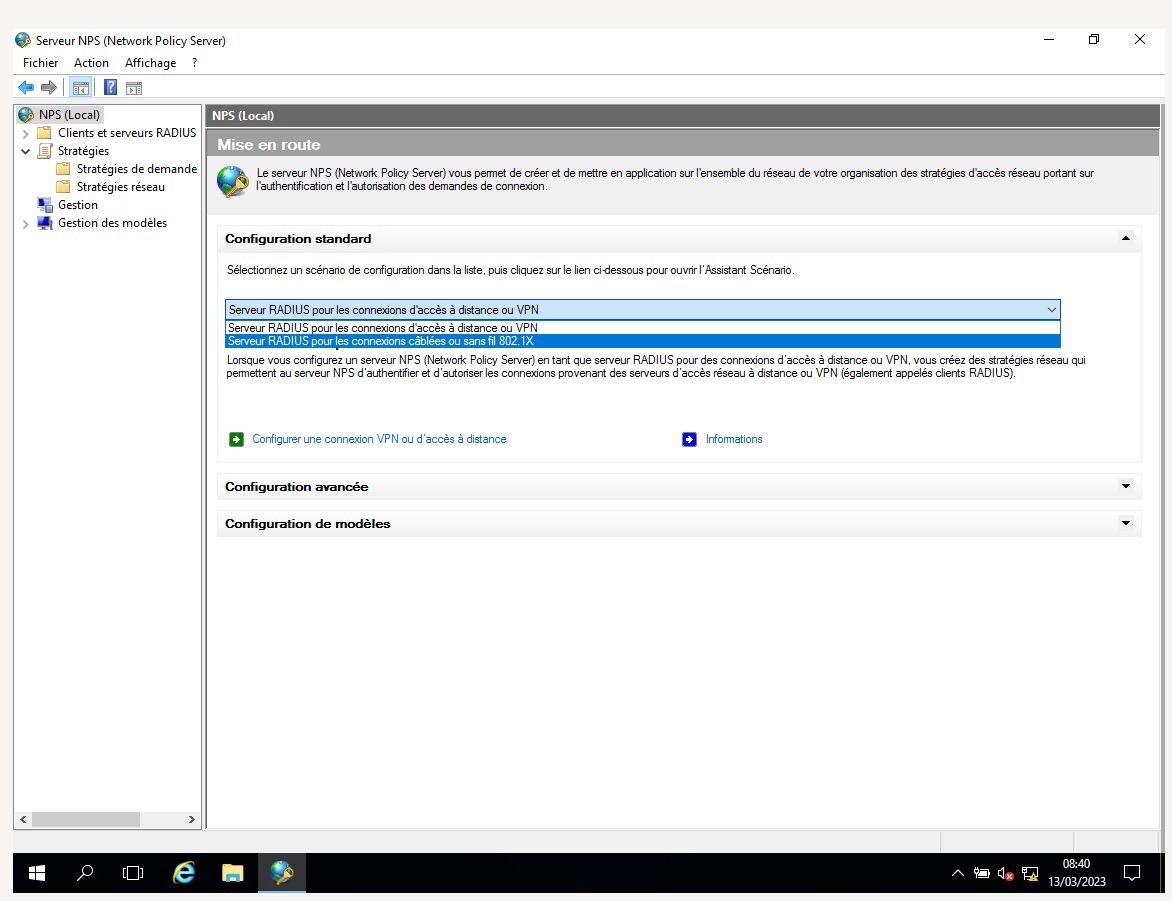 Serveur NPS (Network Policy Server)
Fichier Action Affichage ?
NPS (Local)
Clients et serveurs RADIUS
Stratégies
Stratégies de demande
Stratégies réseau
Gestion
Gestion des modèles
NPS (Local)
Mise en route
Le serveur NPS (Network Policy Server) vous permet de créer et de mettre en application sur l'ensemble du réseau de votre organisation des stratégies d'accès réseau portant sur
l'authentification et l'autorisation des demandes de connexion.
Configuration standard
Sélectionnez un scénario de configuration dans la liste, puis cliquez sur le lien ci-dessous pour ouvrir l'Assistant Scénario.
Serveur RADIUS pour les connexions d'accès à distance ou VPN
Serveur RADIUS pour les connexions d'accès à distance ou VPN
Serveur RADIUS pour les connexions câblées ou sans fil 802.1X
Lorsque vous configurez un serveur NPS (Network Policy Server) en tant que serveur RADIUS pour des connexions d'accès à distance ou VPN, vous créez des stratégies réseau qui
permettent au serveur NPS d'authentifier et d'autoriser les connexions provenant des serveurs d'accès réseau à distance ou VPN (également appelés clients RADIUS).
Configurer une connexion VPN ou d'accès à distance
Informations
Configuration avancée
Configuration de modèles
08:40
13/03/2023